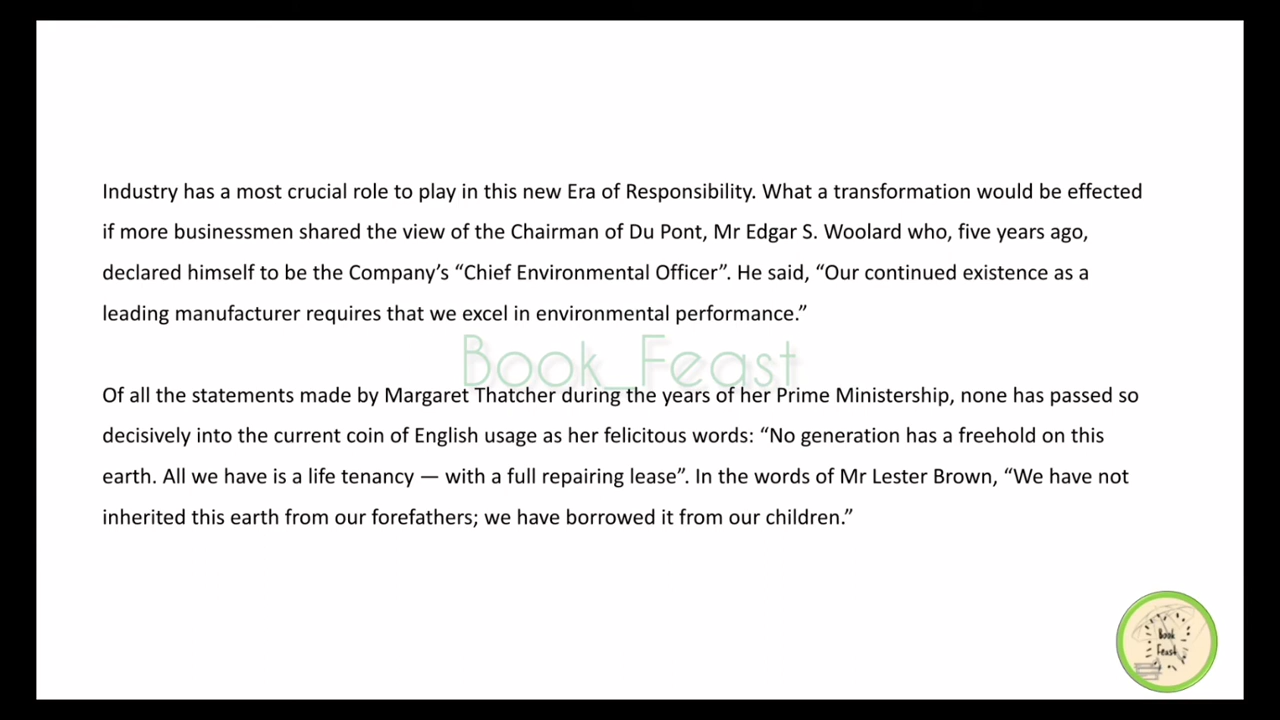 Industry has a most crucial role to play in this new Era of Responsibility. What a transformation would be effected
if more businessmen shared the view of the Chairman of Du Pont, Mr Edgar S. Woolard who, five years ago,
declared himself to be the Company’s “Chief Environmental Officer”. He said, “Our continued existence as a
leading manufacturer requires that we excel in environmental performance.”
Book_Feast
Of all the statements made by Margaret Thatcher during the years of her Prime Ministership, none has passed so
decisively into the current coin of English usage as her felicitous words: “No generation has a freehold on this
earth. All we have is a life tenancy — with a full repairing lease”. In the words of Mr Lester Brown, “We have not
inherited this earth from our forefathers; we have borrowed it from our children.”
Book
Feast